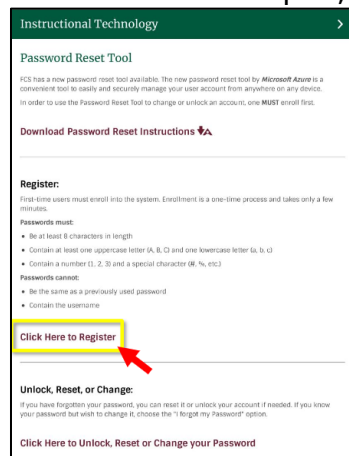 Instructional Technology
Password Reset Tool
FCS has a new password reset tool available. The new password reset tool by Microsoft Azure is a
convenient tool to easily and securely manage your user account from anywhere on any device.
In order to use the Password Reset Tool to change or unlock an account, one MUST enroll first.
Download Password Reset Instructions
Register:
First-time users must enroll into the system. Enrollment is a one-time process and takes only a few
minutes.
Passwords must:
• Be at least 8 characters in length
• Contain at least one uppercase letter (A, B, C) and one lowercase letter (a, b, c)
• Contain a number (1, 2, 3) and a special character (#, %, etc.)
Passwords cannot:
• Be the same as a previously used password
• Contain the username
Click Here to Register
Unlock, Reset, or Change:
If you have forgotten your password, you can reset it or unlock your account if needed. If you know
your password but wish to change it, choose the "I forgot my Password" option.
Click Here to Unlock, Reset or Change your Password